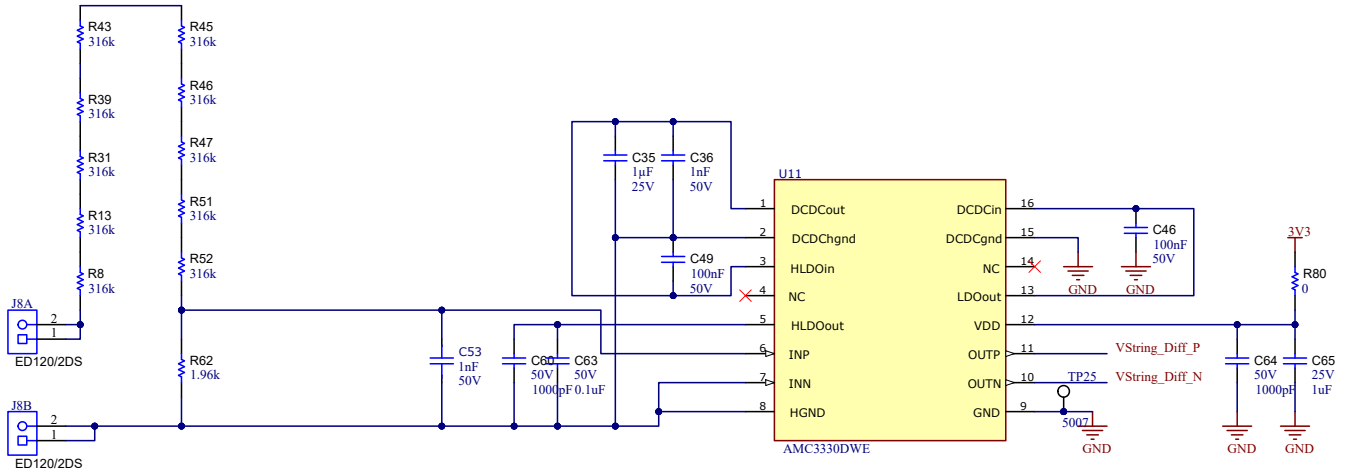 R43
316k
R45
316k
R39
316k
R46
316k
R31
316k
R47
316k
R13
316k
R51
316k
R8
316k
R52
316k
J8A
2
1
ED120/2DS
R62
1.96k
J8B
2
1
ED120/2DS
C53
1nF
50V
C60
50V
1000pF
C63
50V
0.1uF
C35
1µF
25V
C36
1nF
50V
C49
100nF
50V
U11
1 DCDCout
2 DCDChgnd
3 HLDOin
4 NC
5 HLDOout
6 INP
7 INN
8 HGND
DCDCin 16
DCDCgnd 15
NC 14
LDOout 13
VDD 12
OUTP 11
OUTN 10
GND 9
AMC3330DWE
C46
100nF
50V
GND
GND
3V3
R80
0
VString_Diff_P
VString_Diff_N
TP25
5007
GND
C64
50V
1000pF
GND
C65
25V
1uF
GND